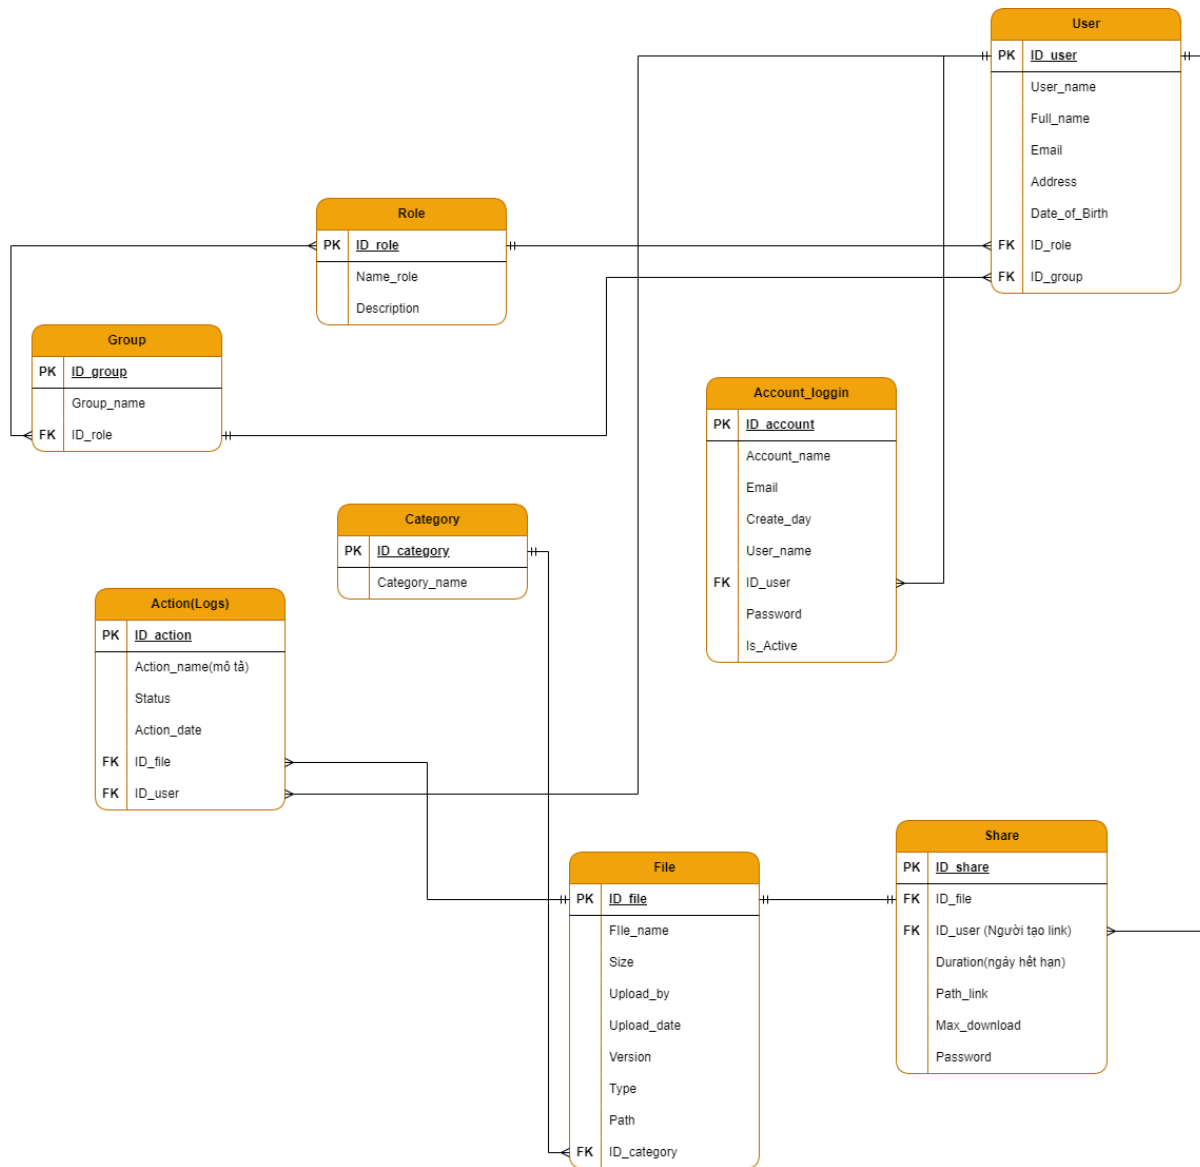 User
PK ID_user
User_name
Full_name
Email
Address
Date_of_Birth
FK ID_role
FK ID_group
Role
PK ID_role
Name_role
Description
Group
PK ID_group
Group_name
FK ID_role
Account_loggin
PK ID_account
Account_name
Email
Create_day
User_name
FK ID_user
Password
Is_Active
Category
PK ID_category
Category_name
Action(Logs)
PK ID_action
Action_name(mô tả)
Status
Action_date
FK ID_file
FK ID_user
File
PK ID_file
FIle_name
Size
Upload_by
Upload_date
Version
Type
Path
FK ID_category
Share
PK ID_share
FK ID_file
FK ID_user (Người tạo link)
Duration(ngày hết hạn)
Path_link
Max_download
Password